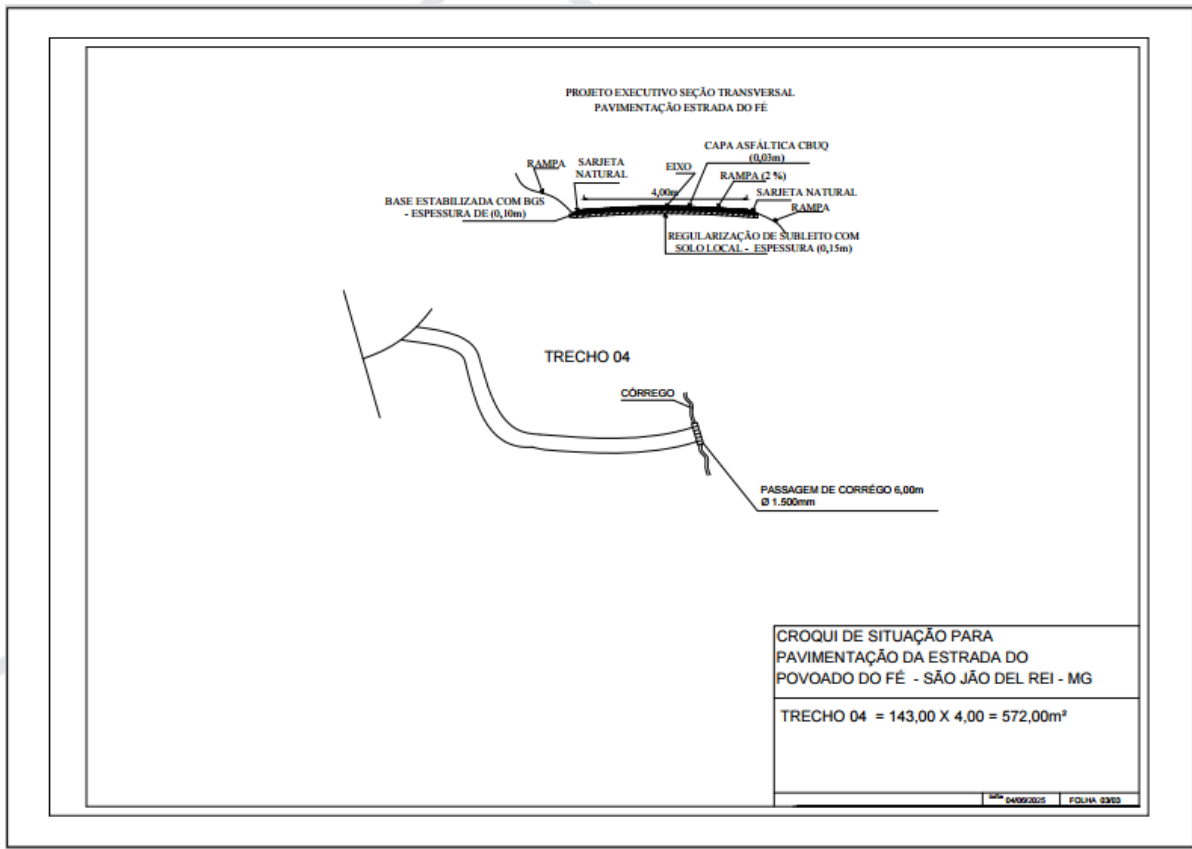 PROJETO EXECUTIVO SEÇÃO TRANSVERSAL
PAVIMENTAÇÃO ESTRADA DO FÉ
CAPA ASFÁLTICA CBUQ
(0,03m)
RAMPA
SARJETA
NATURAL
EIXO
RAMPA (2 %)
4,00m
SARJETA NATURAL
BASE ESTABILIZADA COM BGS
- ESPESSURA DE (0,10m)
RAMPA
REGULARIZAÇÃO DE SUBLEITO COM
SOLO LOCAL - ESPESSURA (0,15m)
TRECHO 04
CÓRREGO
PASSAGEM DE CORRÉGO 6,00m
Ø 1.500mm
CROQUI DE SITUAÇÃO PARA
PAVIMENTAÇÃO DA ESTRADA DO
POVOADO DO FÉ - SÃO JÃO DEL REI - MG
TRECHO 04 = 143,00 X 4,00 = 572,00m²
04/06/2025
FOLHA 03/03